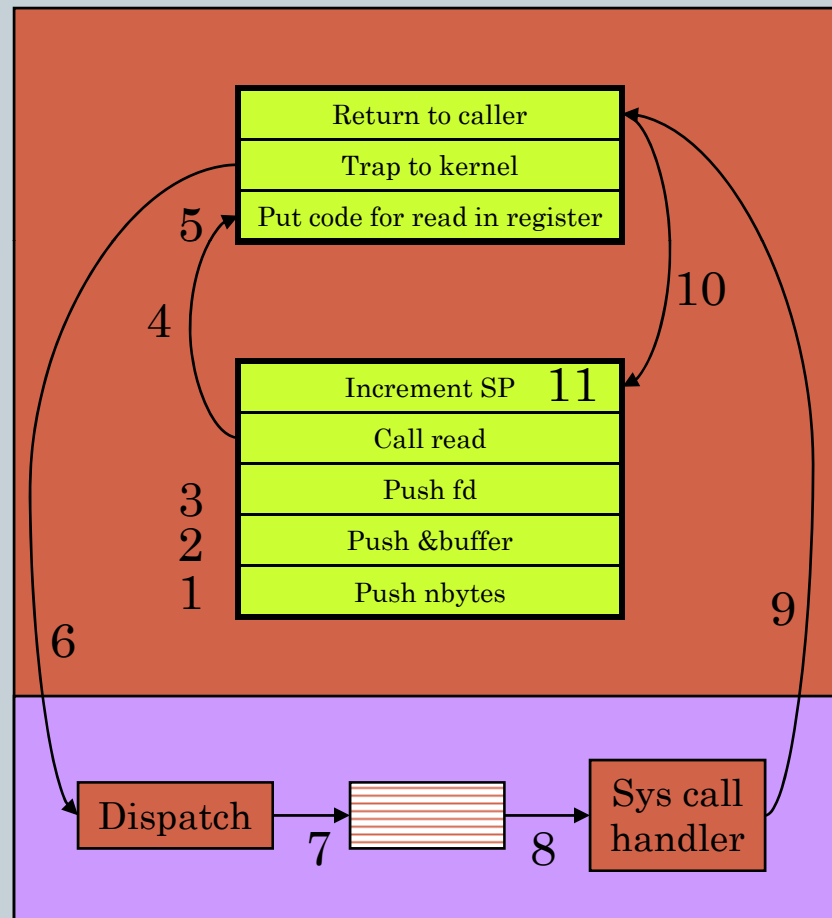 Return to caller
Trap to kernel
5 Put code for read in register
10
4
Increment SP 11
Call read
3 Push fd
2 Push &buffer
1 Push nbytes
9
6
Dispatch
Sys call
handler
7
8